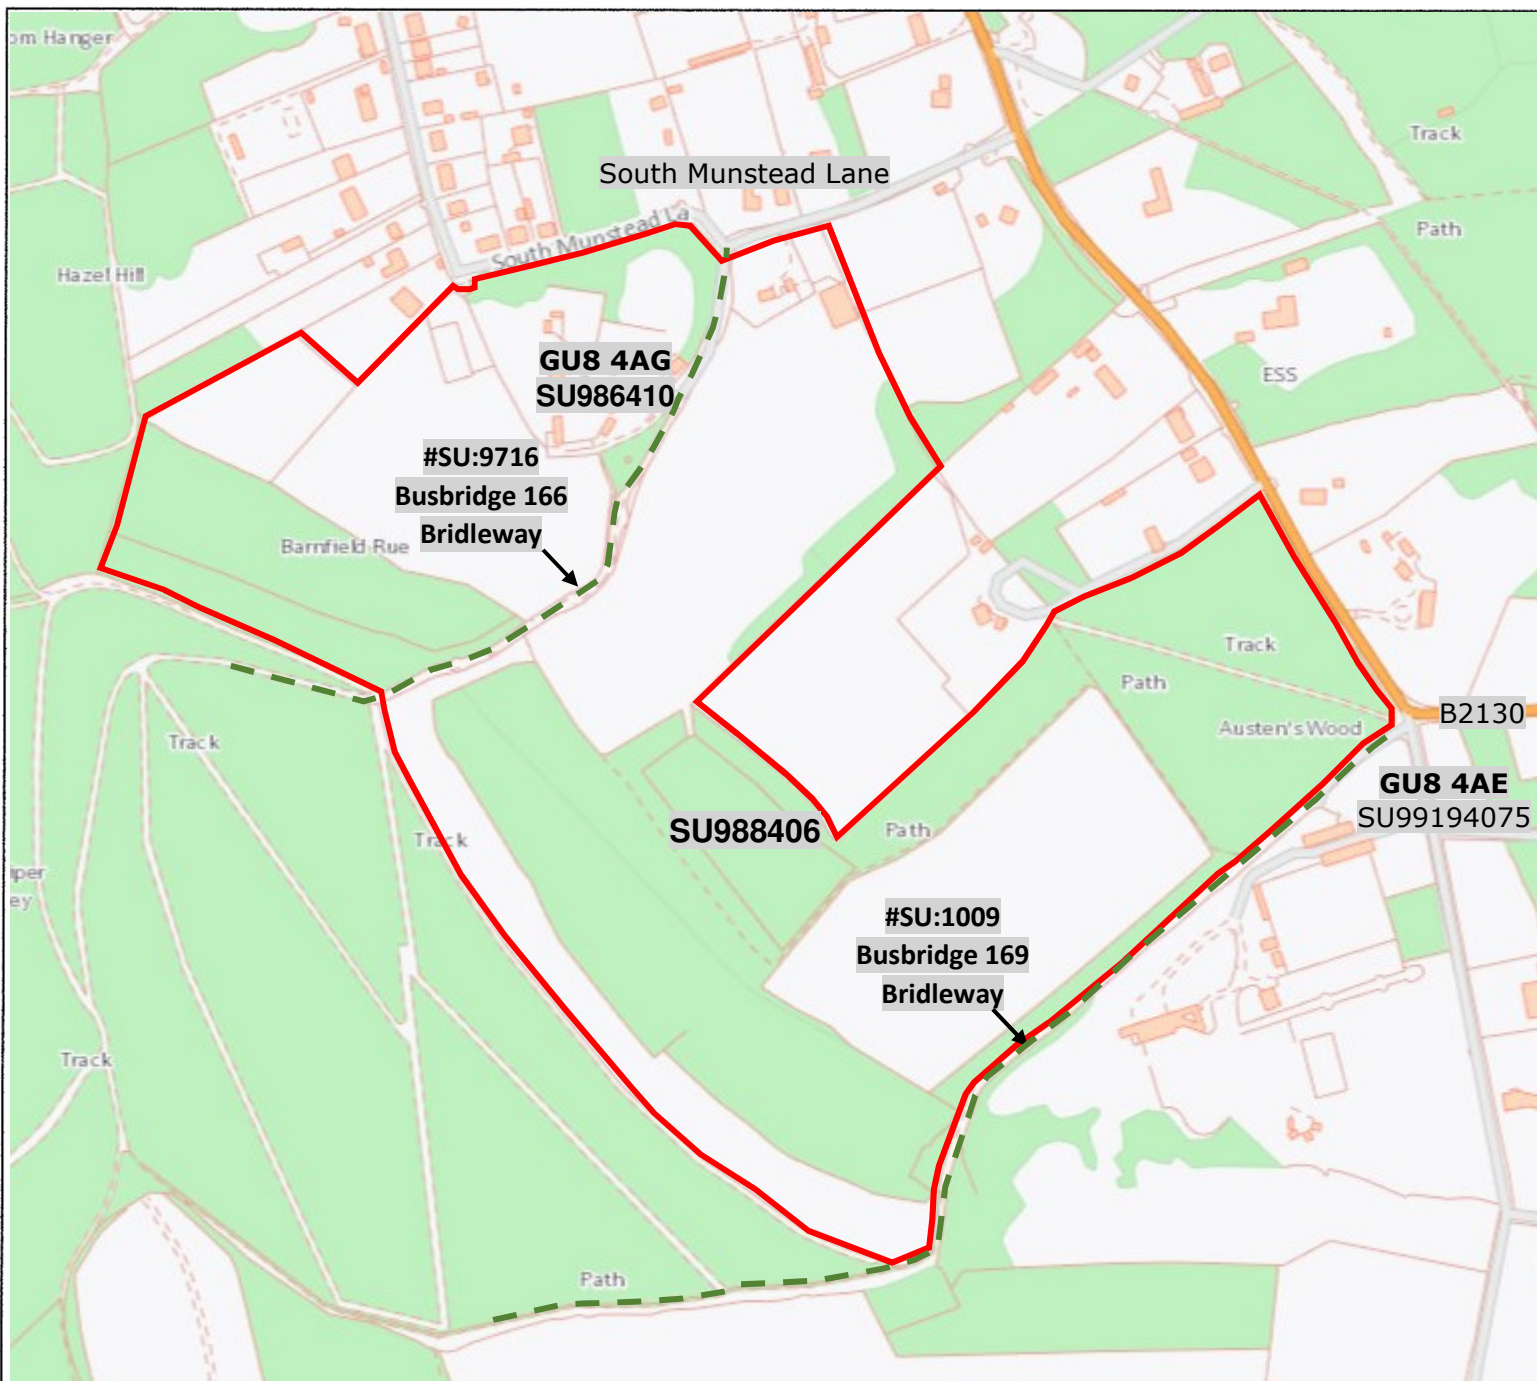 om Hanger
Track
South Munstead Lane
South Munstead La
Path
Hazel Hill
GU8 4AG
SU986410
ESS
#SU:9716
Busbridge 166
Bridleway
Barnfield Rue
Track
Path
Austen's Wood
B2130
Track
GU8 4AE
SU99194075
SU988406
Path
Track
per
ey
#SU:1009
Busbridge 169
Bridleway
Track
Path